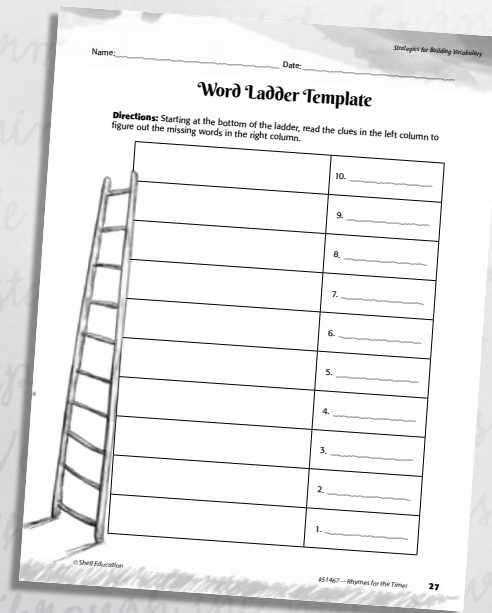 Strategies for Building Vocabulary
Name: Date:
Word Ladder Template
Directions: Starting at the bottom of the ladder, read the clues in the left column to
figure out the missing words in the right column.
10.
9.
8.
7.
6.
5.
4.
3.
2.
1.
© Shell Education
#51467—Rhymes for the Times 27